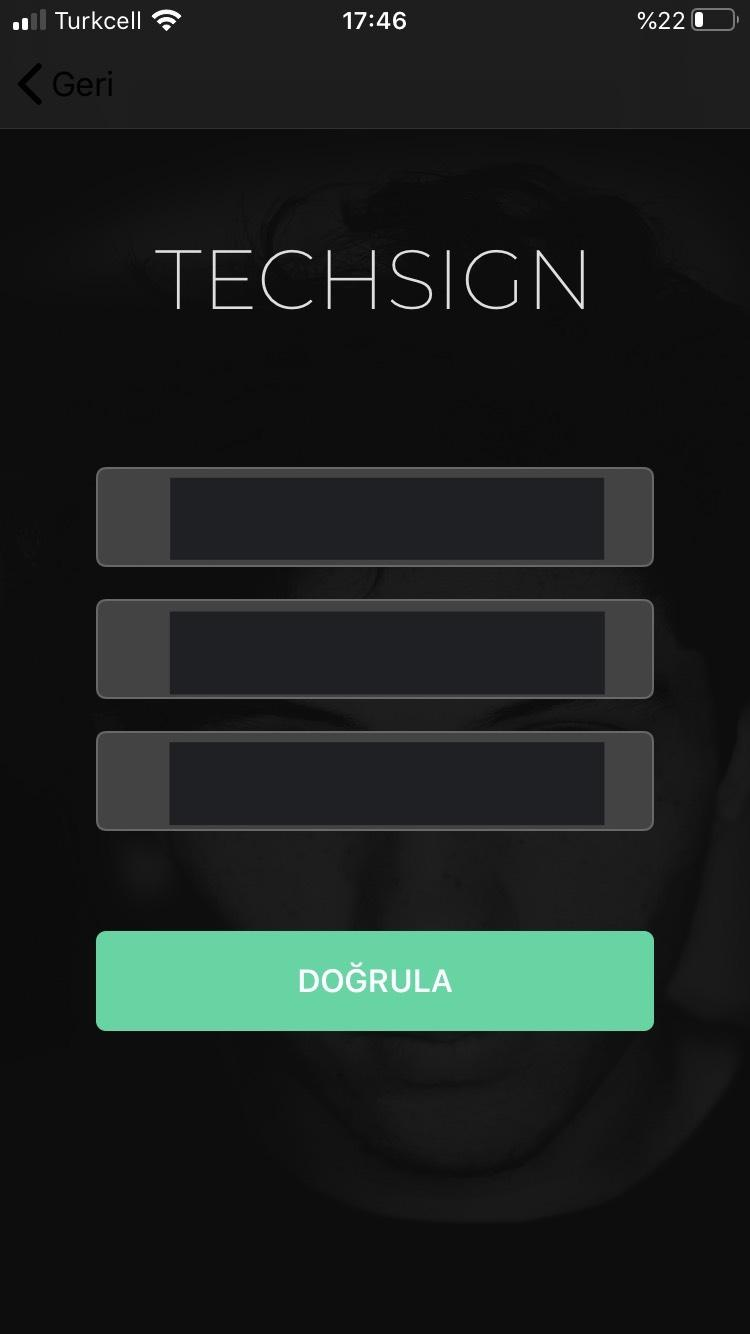 Turkcell 17:46 %22
Geri
TECHSIGN
DOĞRULA